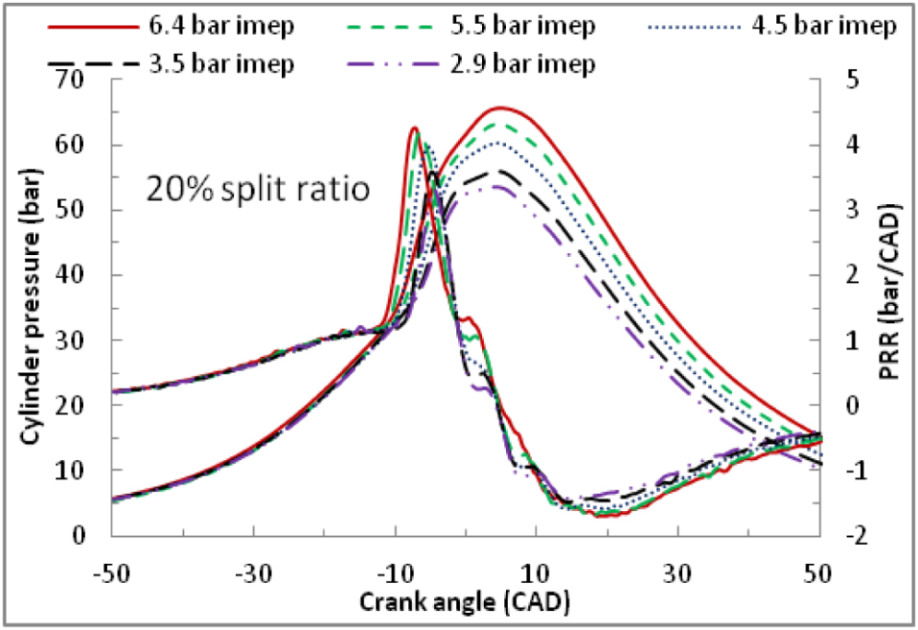 6.4 bar imep 5.5 bar imep 4.5 bar imep
3.5 bar imep 2.9 bar imep
70 5
60 4
20% split ratio
50 3
40 2
30 1
20 0
10 -1
0 -2
-50 -30 -10 10 30 50
Cylinder pressure (bar)
PRR (bar/CAD)
Crank angle (CAD)